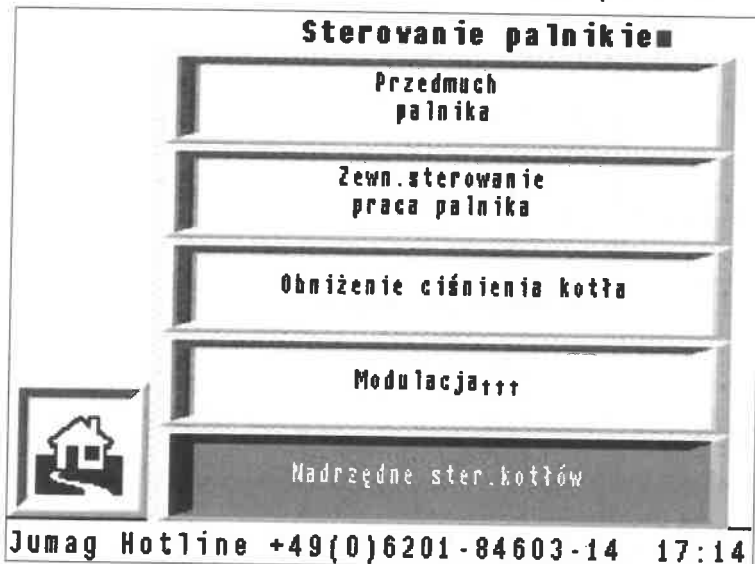 Sterowanie palnikiem
Przedmuch
palnika
Zewn.sterowanie
praca palnika
Obniżenie ciśnienia kotła
Modulacja†††
Nadrzędne ster.kotłów
Jumag Hotline +49(0)6201-84603-14 17:14